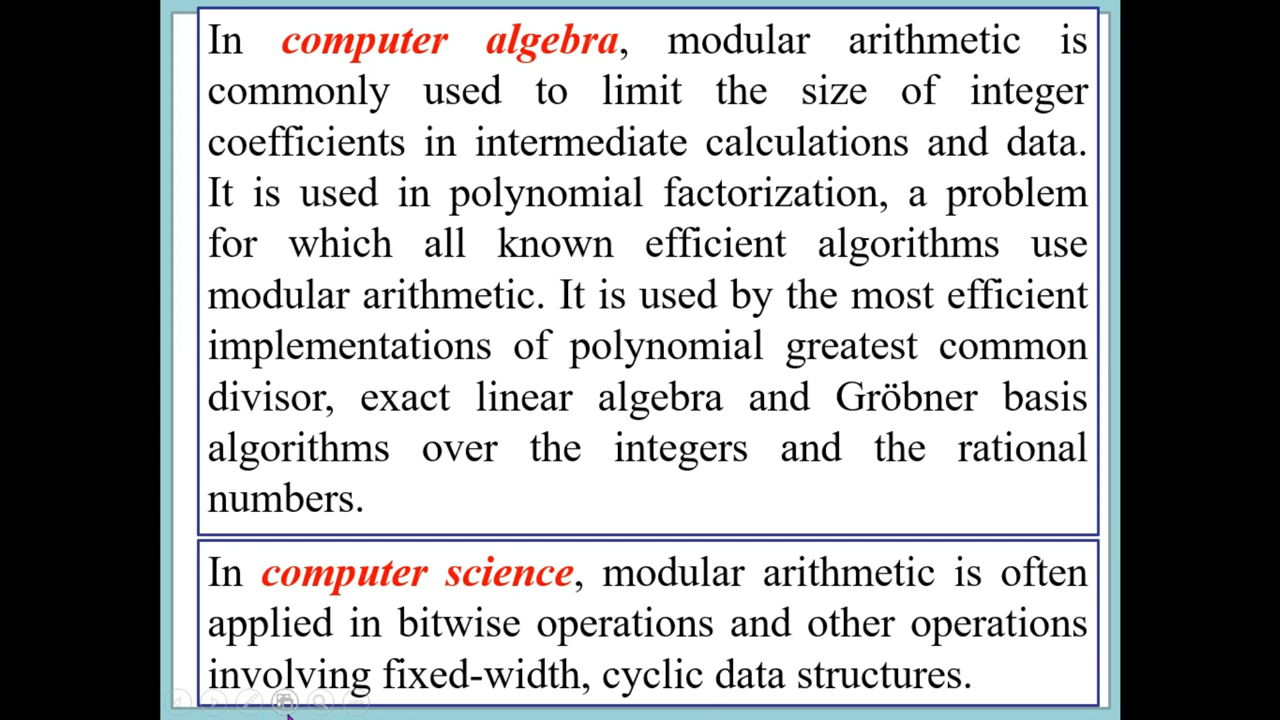 In computer algebra, modular arithmetic is
commonly used to limit the size of integer
coefficients in intermediate calculations and data.
It is used in polynomial factorization, a problem
for which all known efficient algorithms use
modular arithmetic. It is used by the most efficient
implementations of polynomial greatest common
divisor, exact linear algebra and Gröbner basis
algorithms over the integers and the rational
numbers.
In computer science, modular arithmetic is often
applied in bitwise operations and other operations
involving fixed-width, cyclic data structures.